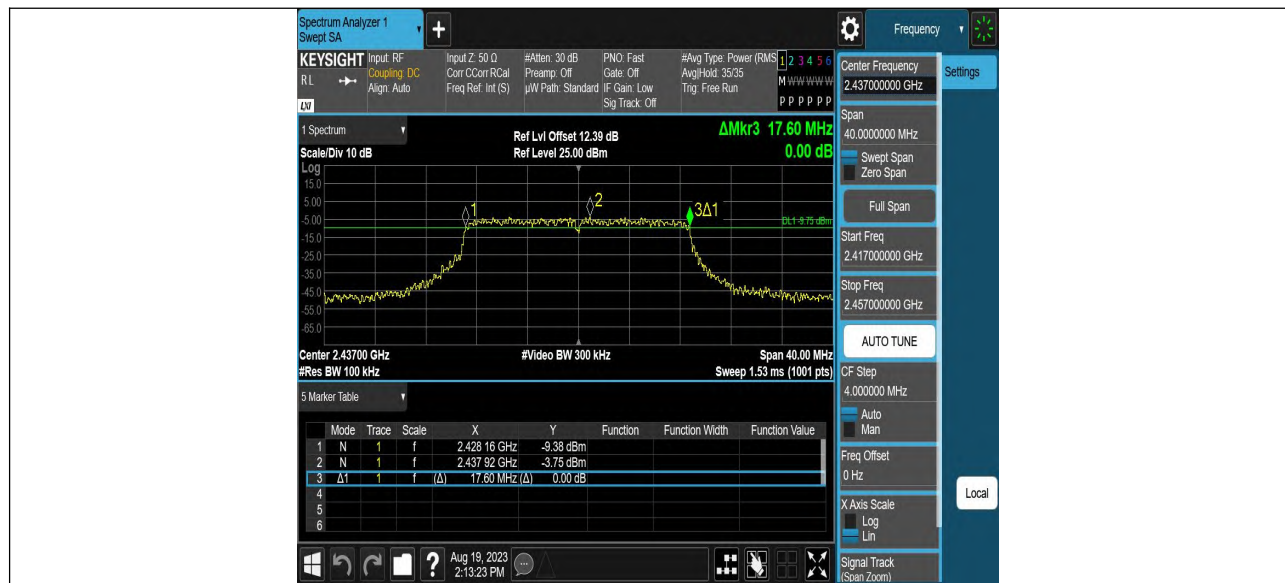 Spectrum Analyzer 1
Swept SA
+
Frequency
KEYSIGHT
RL
LXI
Input: RF
Coupling: DC
Align: Auto
Input Z: 50 Ω
Corr CCorr RCal
Freq Ref: Int (S)
#Atten: 30 dB
Preamp: Off
µW Path: Standard
PNO: Fast
Gate: Off
IF Gain: Low
Sig Track: Off
#Avg Type: Power (RMS
Avg|Hold: 35/35
Trig: Free Run
1 2 3 4 5 6
M W W W W W
P P P P P P
1 Spectrum
Scale/Div 10 dB
Ref Lvl Offset 12.39 dB
Ref Level 25.00 dBm
ΔMkr3 17.60 MHz
0.00 dB
Log
15.0
5.00
-5.00
-15.0
-25.0
-35.0
-45.0
-55.0
-65.0
1
2
3Δ1
DL1 -9.75 dBm
Center 2.43700 GHz
#Res BW 100 kHz
#Video BW 300 kHz
Span 40.00 MHz
Sweep 1.53 ms (1001 pts)
5 Marker Table
Mode Trace Scale X Y Function Function Width Function Value
1 N 1 f 2.428 16 GHz -9.38 dBm
2 N 1 f 2.437 92 GHz -3.75 dBm
3 Δ1 1 f (Δ) 17.60 MHz (Δ) 0.00 dB
4
5
6
?
Aug 19, 2023
2:13:23 PM
Center Frequency
2.437000000 GHz
Span
40.0000000 MHz
Swept Span
Zero Span
Full Span
Start Freq
2.417000000 GHz
Stop Freq
2.457000000 GHz
AUTO TUNE
CF Step
4.000000 MHz
Auto
Man
Freq Offset
0 Hz
X Axis Scale
Log
Lin
Signal Track
(Span Zoom)
Settings
Local